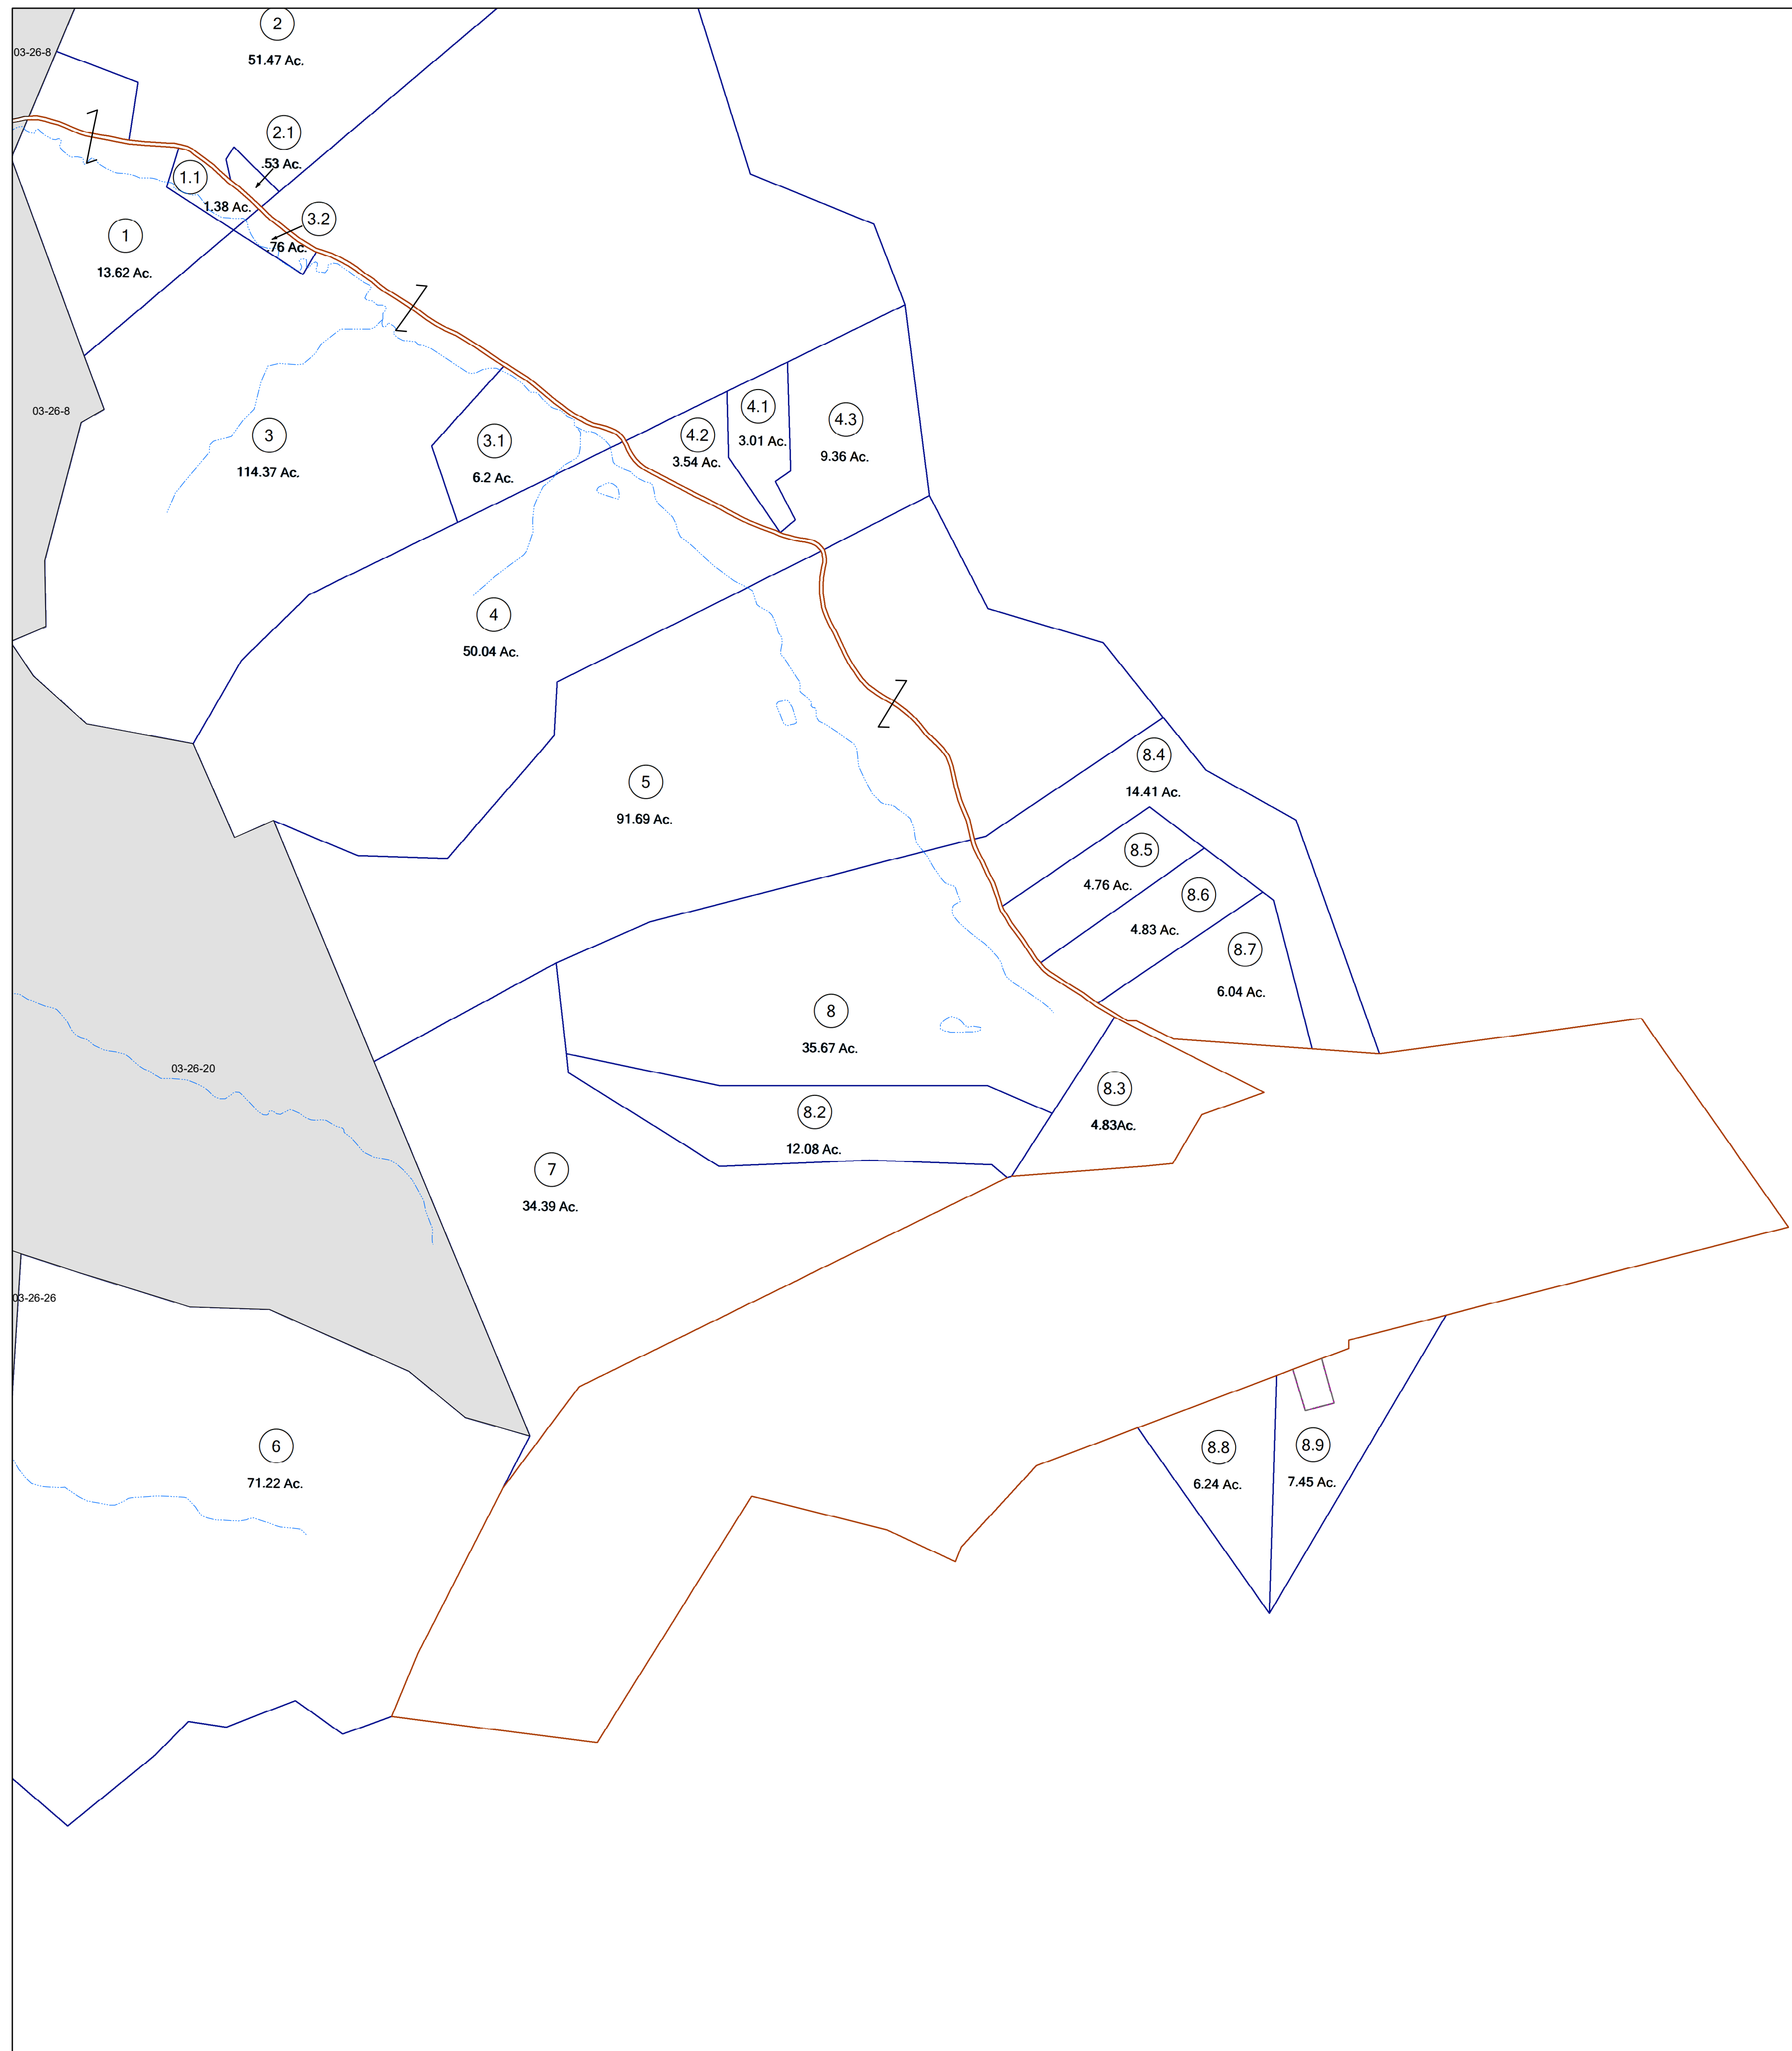 2
51.47 Ac.
03-26-8
2.1
.53 Ac.
1.1
1.38 Ac.
3.2
.76 Ac.
1
13.62 Ac.
03-26-8
3
114.37 Ac.
3.1
6.2 Ac.
4.2
3.54 Ac.
4.1
3.01 Ac.
4.3
9.36 Ac.
4
50.04 Ac.
5
91.69 Ac.
8.4
14.41 Ac.
8.5
4.76 Ac.
8.6
4.83 Ac.
8.7
6.04 Ac.
8
35.67 Ac.
03-26-20
8.3
4.83Ac.
8.2
12.08 Ac.
7
34.39 Ac.
03-26-26
6
71.22 Ac.
8.8
6.24 Ac.
8.9
7.45 Ac.